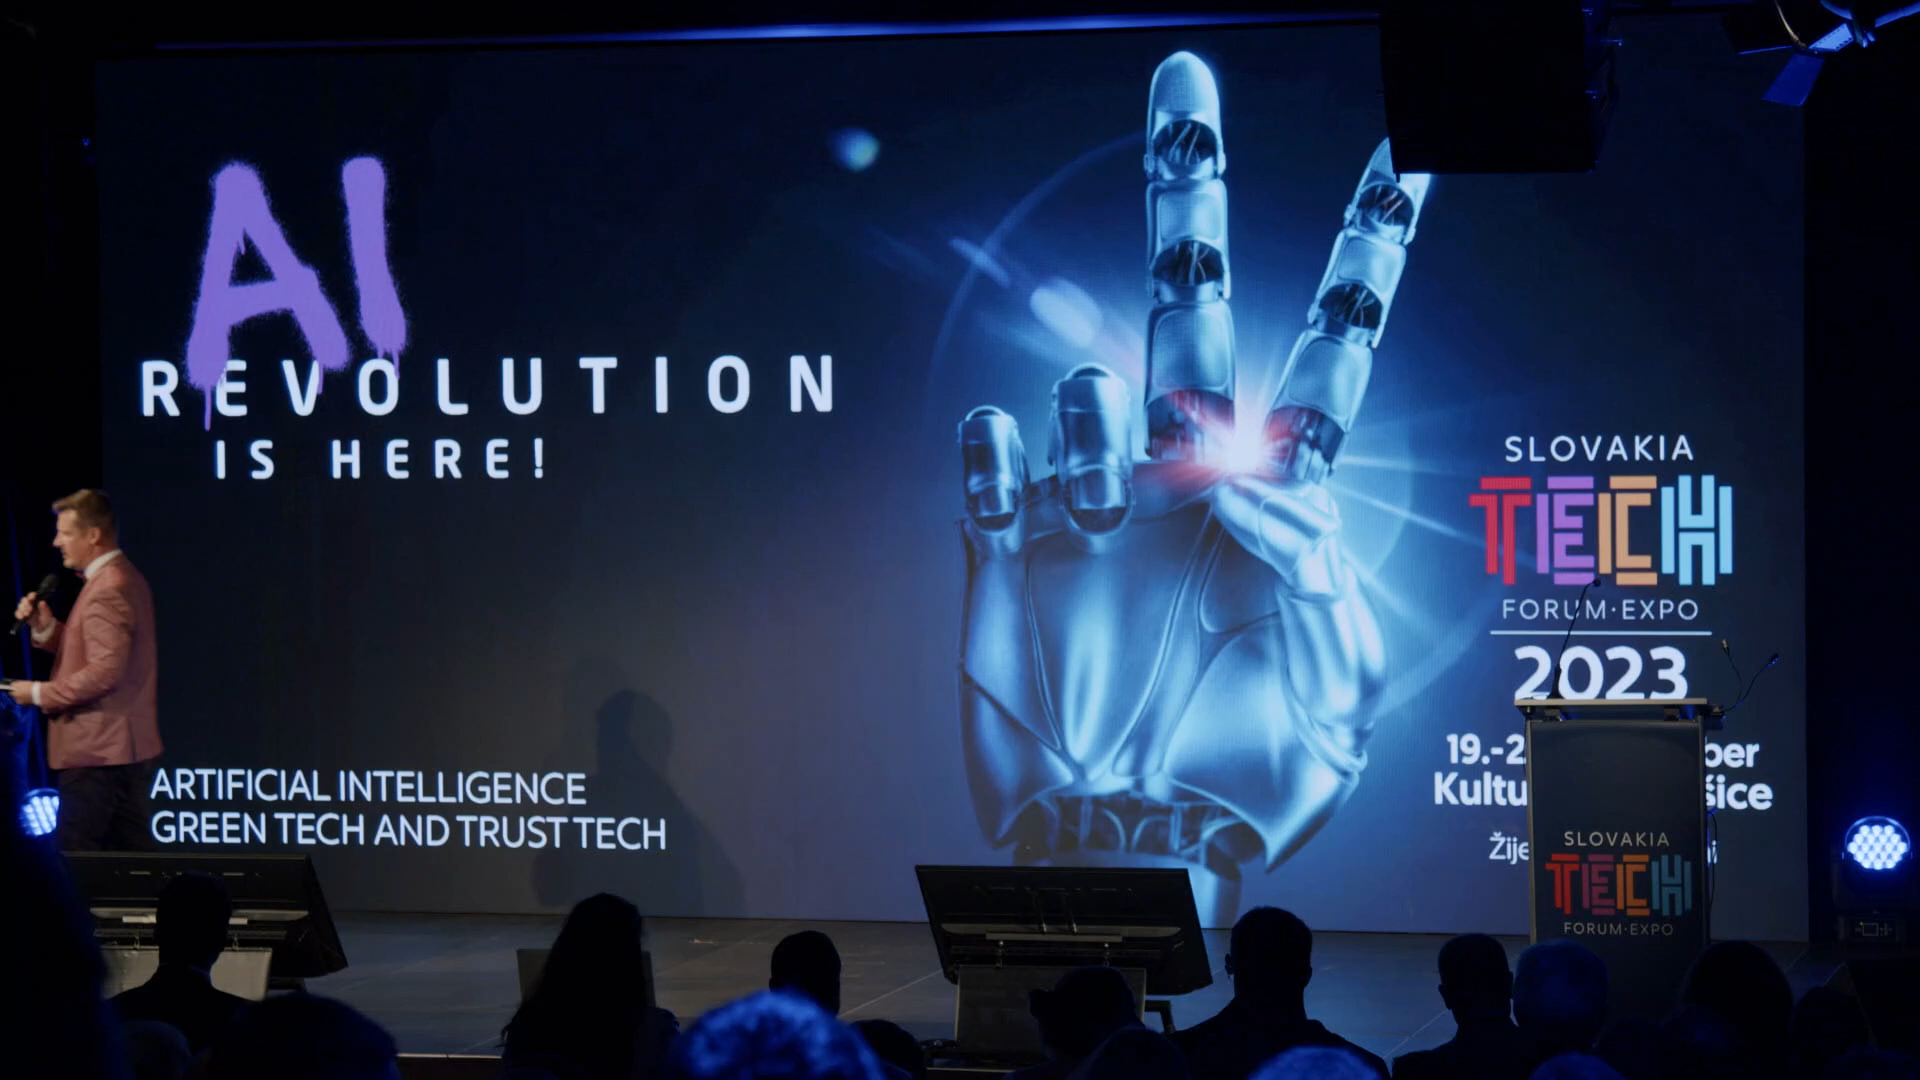 AI
REVOLUTION
IS HERE!
ARTIFICIAL INTELLIGENCE
GREEN TECH AND TRUST TECH
SLOVAKIA
TECH
FORUM·EXPO
2023
SLOVAKIA
TECH
FORUM·EXPO